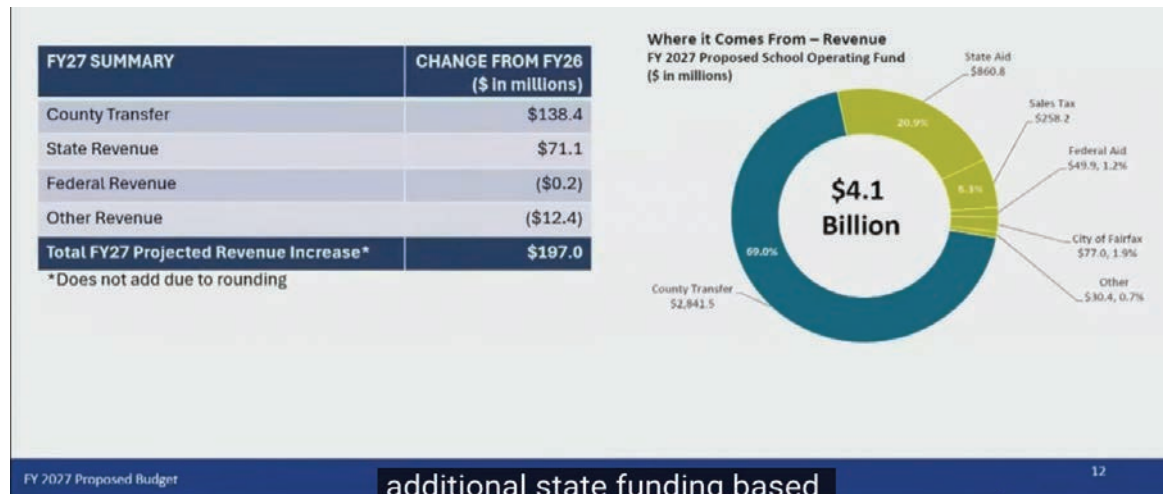 FY27 SUMMARY
CHANGE FROM FY26
($ in millions)
County Transfer
$138.4
State Revenue
$71.1
Federal Revenue
($0.2)
Other Revenue
($12.4)
Total FY27 Projected Revenue Increase*
$197.0
*Does not add due to rounding
Where it Comes From – Revenue
FY 2027 Proposed School Operating Fund
($ in millions)
State Aid
$860.8
20.9%
Sales Tax
$258.2
6.3%
Federal Aid
$49.9, 1.2%
City of Fairfax
$77.0, 1.9%
Other
$30.4, 0.7%
$4.1
Billion
69.0%
County Transfer
$2,841.5
FY 2027 Proposed Budget
additional state funding based
12